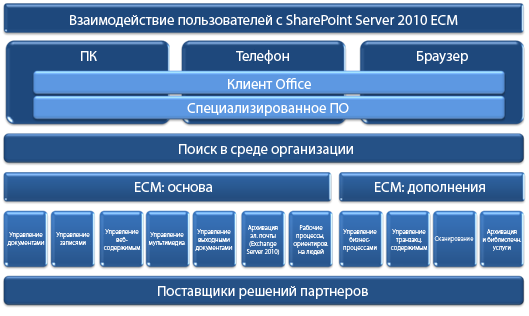 Взаимодействие пользователей с SharePoint Server 2010 ECM
ПК
Телефон
Браузер
Клиент Office
Специализированное ПО
Поиск в среде организации
ECM: основа
ECM: дополнения
Управление
документами
Управление
записями
Управление
веб-
содержимым
Управление
мультимедиа
Управление
выходными
документами
Архивация
эл. почты
(Exchange
Server 2010)
Рабочие
процессы,
ориентиров.
на людей
Управление
бизнес-
процессами
Управление
транзакц.
содержимым
Сканирование
Архивация
и библиотечн.
услуги
Поставщики решений партнеров